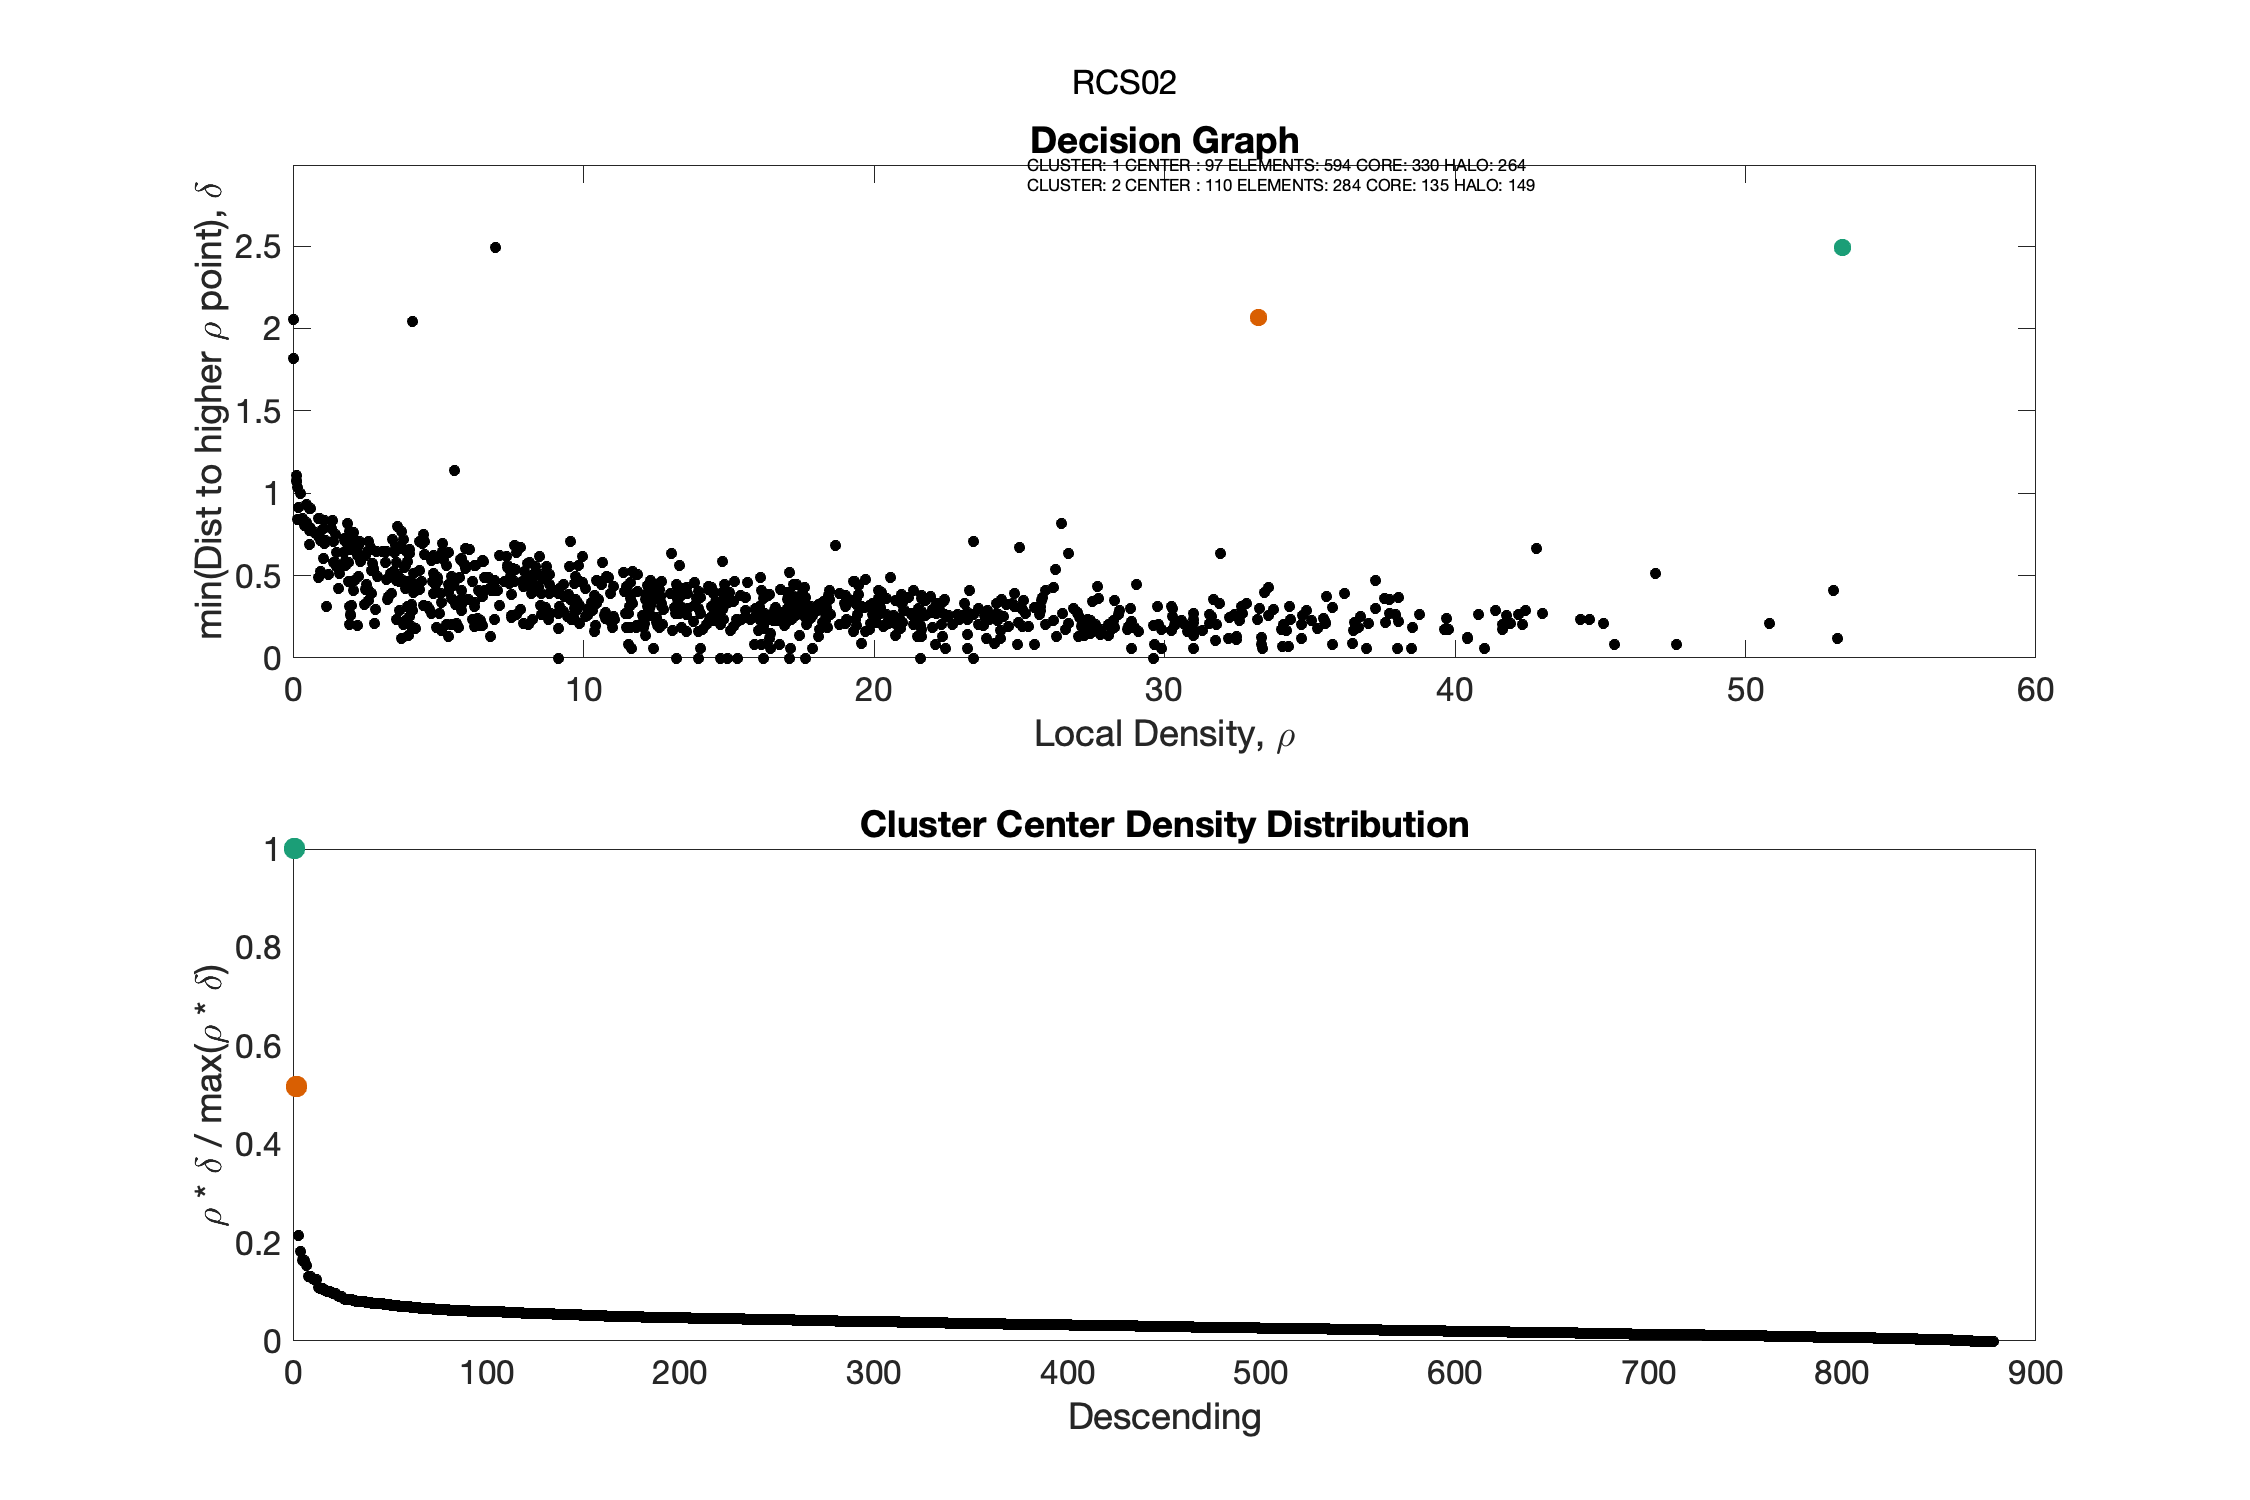 RCS02
Decision Graph
CLUSTER: 1 CENTER : 97 ELEMENTS: 594 CORE: 330 HALO: 264
CLUSTER: 2 CENTER : 110 ELEMENTS: 284 CORE: 135 HALO: 149
min(Dist to higher ρ point), δ
2.5
2
1.5
1
0.5
0
0 10 20 30 40 50 60
Local Density, ρ
Cluster Center Density Distribution
ρ * δ / max(ρ * δ)
1
0.8
0.6
0.4
0.2
0
0 100 200 300 400 500 600 700 800 900
Descending